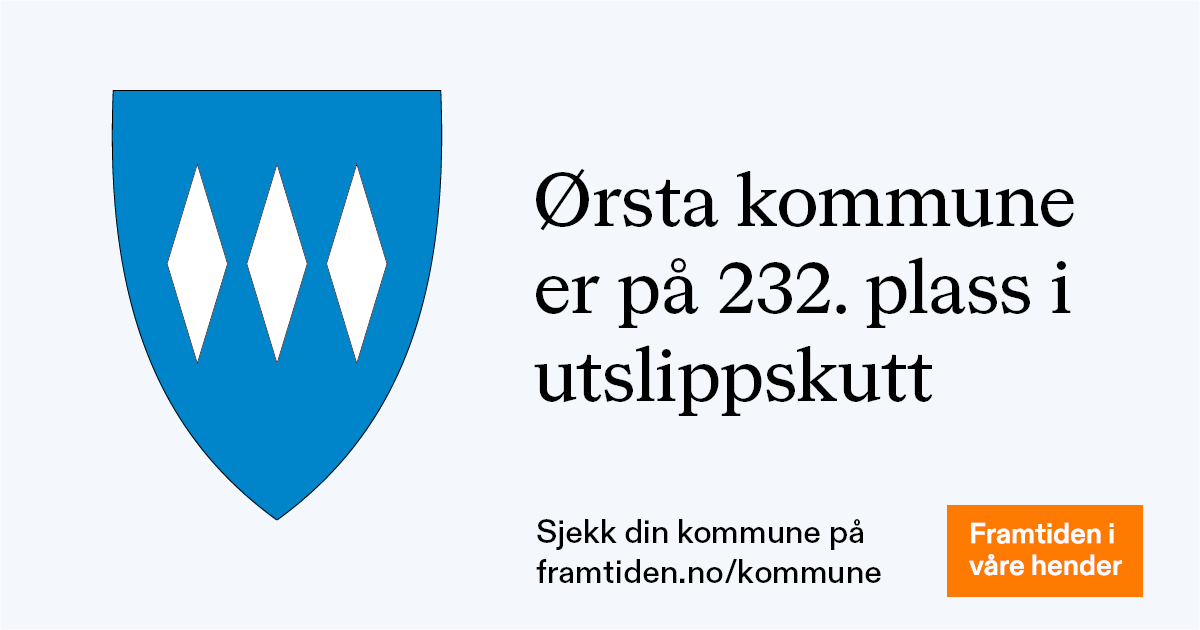 Ørsta kommune
er på 232. plass i
utslippskutt
Sjekk din kommune på
framtiden.no/kommune
Framtiden i
våre hender